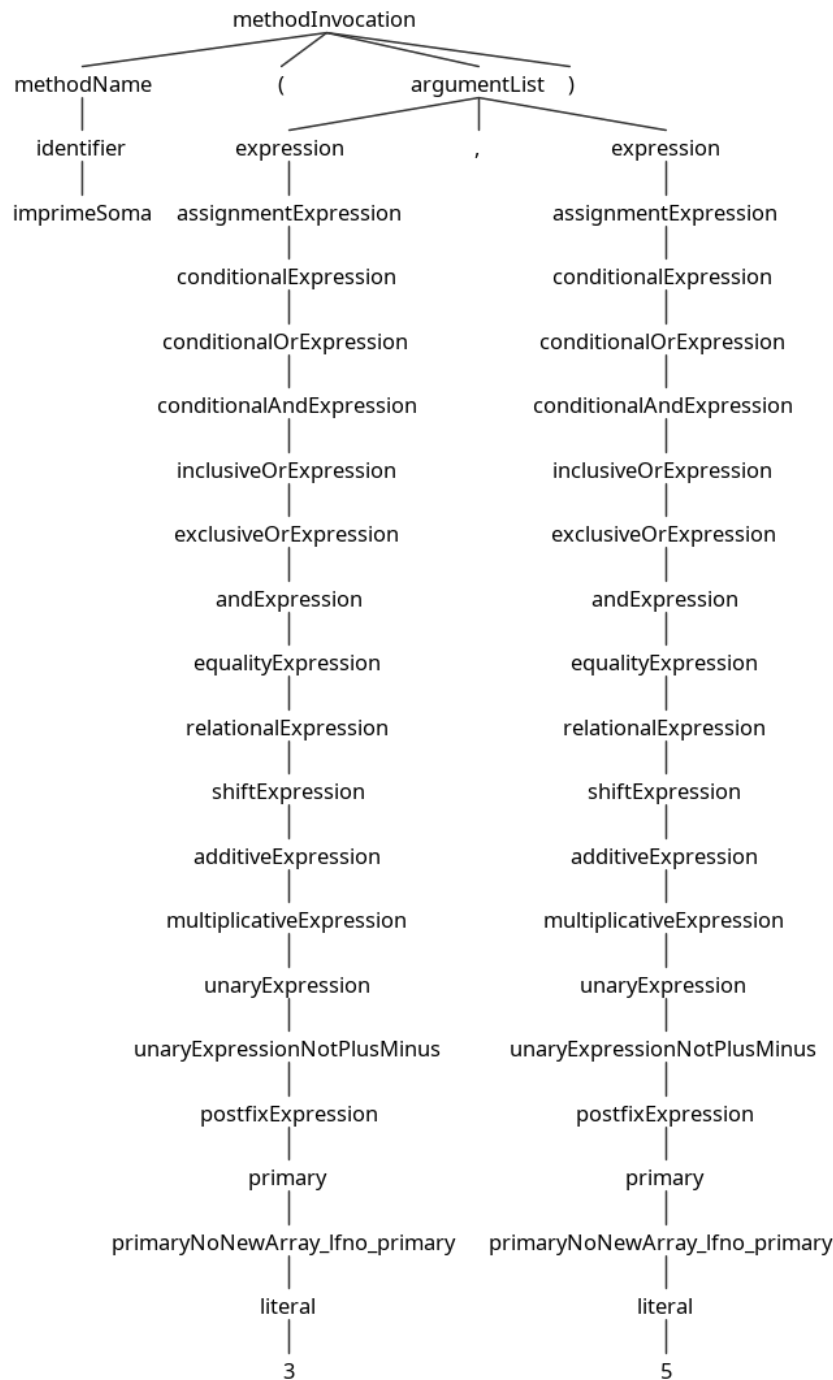 methodInvocation
methodName ( argumentList )
identifier expression , expression
imprimeSoma assignmentExpression assignmentExpression
conditionalExpression conditionalExpression
conditionalOrExpression conditionalOrExpression
conditionalAndExpression conditionalAndExpression
inclusiveOrExpression inclusiveOrExpression
exclusiveOrExpression exclusiveOrExpression
andExpression andExpression
equalityExpression equalityExpression
relationalExpression relationalExpression
shiftExpression shiftExpression
additiveExpression additiveExpression
multiplicativeExpression multiplicativeExpression
unaryExpression unaryExpression
unaryExpressionNotPlusMinus unaryExpressionNotPlusMinus
postfixExpression postfixExpression
primary primary
primaryNoNewArray_lfno_primary primaryNoNewArray_lfno_primary
literal literal
3 5